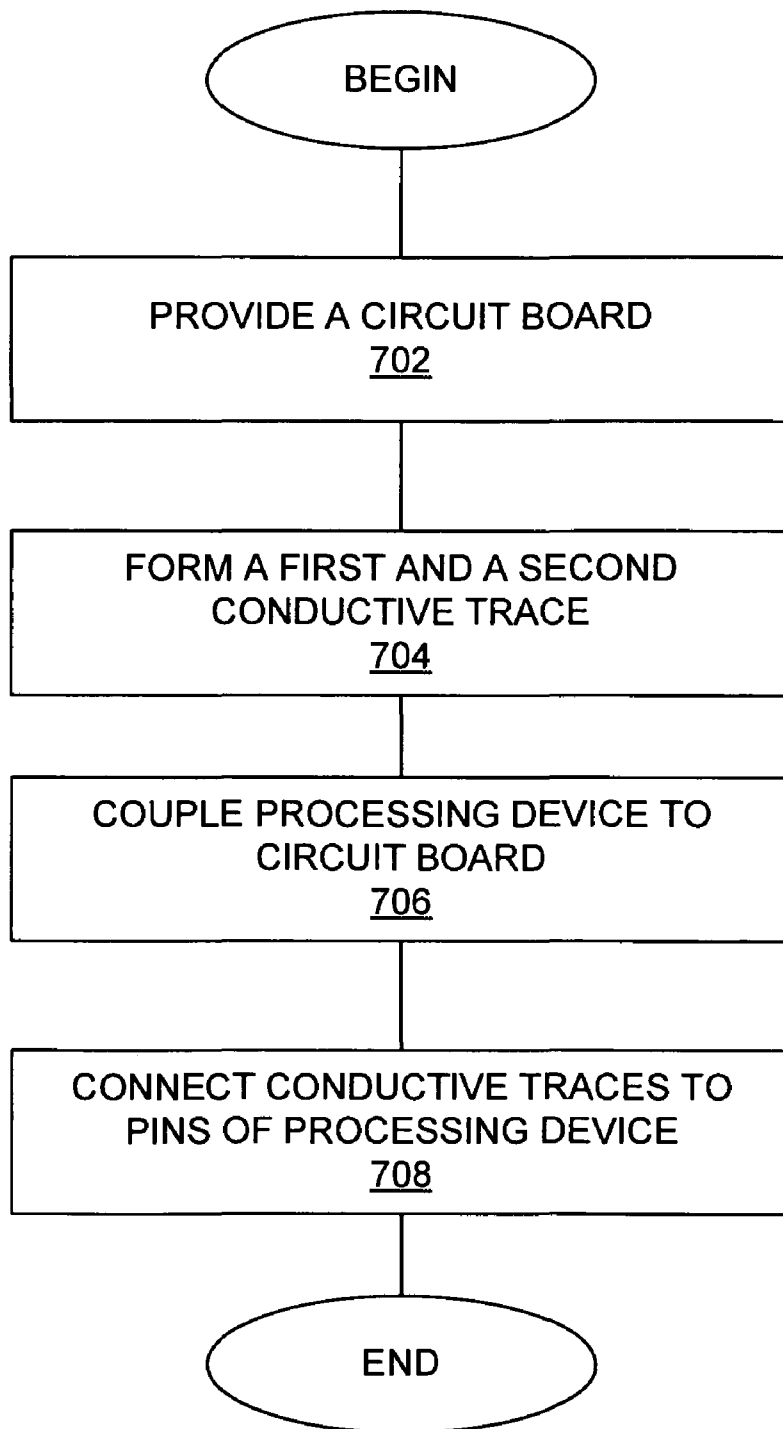 BEGIN
PROVIDE A CIRCUIT BOARD
702
FORM A FIRST AND A SECOND
CONDUCTIVE TRACE
704
COUPLE PROCESSING DEVICE TO
CIRCUIT BOARD
706
CONNECT CONDUCTIVE TRACES TO
PINS OF PROCESSING DEVICE
708
END